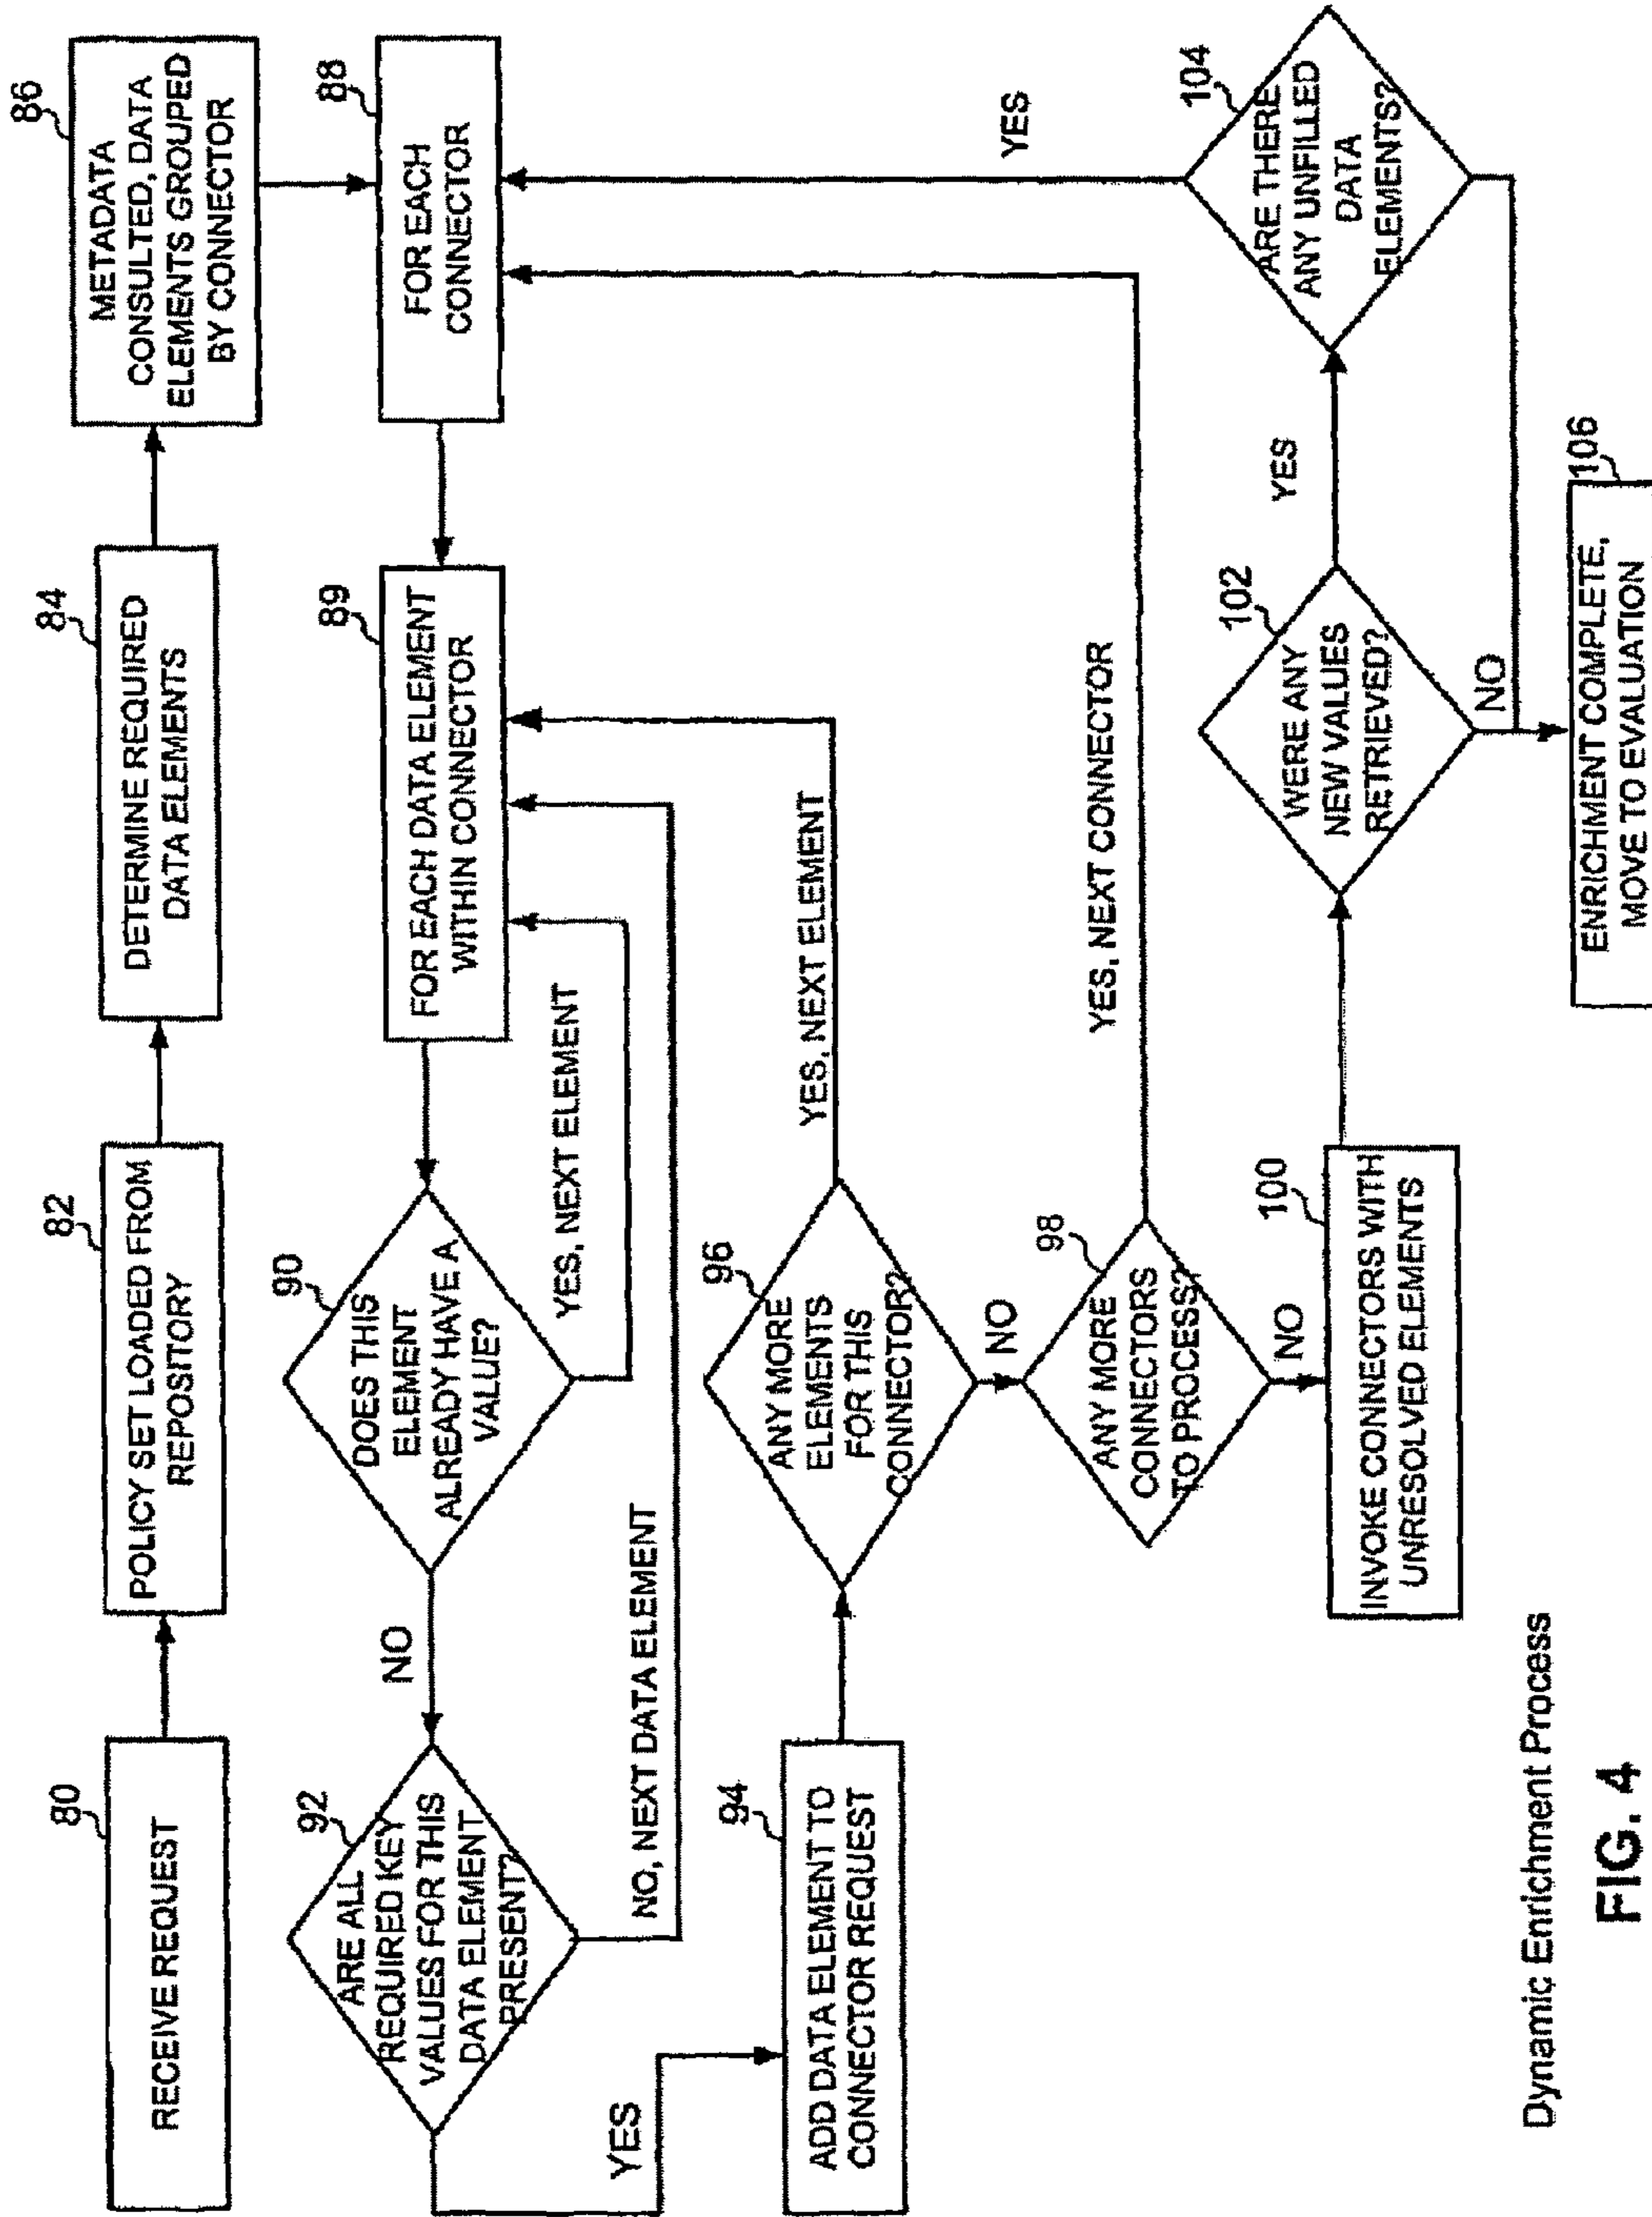 80
RECEIVE REQUEST
82
POLICY SET LOADED FROM
REPOSITORY
84
DETERMINE REQUIRED
DATA ELEMENTS
86
METADATA
CONSULTED, DATA
ELEMENTS GROUPED
BY CONNECTOR
88
FOR EACH
CONNECTOR
89
FOR EACH DATA ELEMENT
WITHIN CONNECTOR
90
DOES THIS
ELEMENT
ALREADY HAVE A
VALUE?
YES, NEXT ELEMENT
NO
92
ARE ALL
REQUIRED KEY
VALUES FOR THIS
DATA ELEMENT
PRESENT?
NO, NEXT DATA ELEMENT
YES
94
ADD DATA ELEMENT TO
CONNECTOR REQUEST
96
ANY MORE
ELEMENTS
FOR THIS
CONNECTOR?
YES, NEXT ELEMENT
NO
98
ANY MORE
CONNECTORS
TO PROCESS?
YES, NEXT CONNECTOR
NO
100
INVOKE CONNECTORS WITH
UNRESOLVED ELEMENTS
102
WERE ANY
NEW VALUES
RETRIEVED?
YES
NO
104
ARE THERE
ANY UNFILLED
DATA
ELEMENTS?
YES
106
ENRICHMENT COMPLETE,
MOVE TO EVALUATION
Dynamic Enrichment Process
FIG. 4